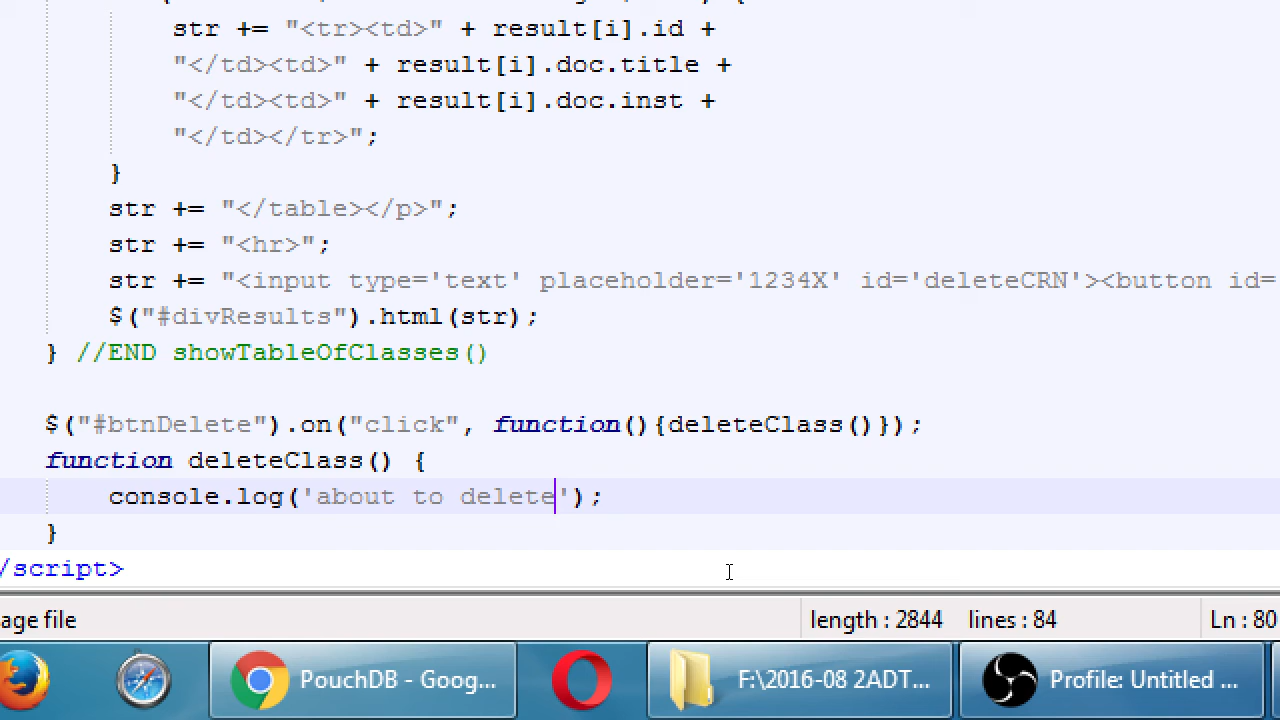 str += "<tr><td>" + result[i].id +
"</td><td>" + result[i].doc.title +
"</td><td>" + result[i].doc.inst +
"</td></tr>";
}
str += "</table></p>";
str += "<hr>";
str += "<input type='text' placeholder='1234X' id='deleteCRN'><button id=
$("#divResults").html(str);
} //END showTableOfClasses()
$("#btnDelete").on("click", function(){deleteClass()});
function deleteClass() {
console.log('about to delete');
}
/script>
age file
length : 2844 lines : 84
Ln : 80
PouchDB - Goog...
F:\2016-08 2ADT...
Profile: Untitled ...